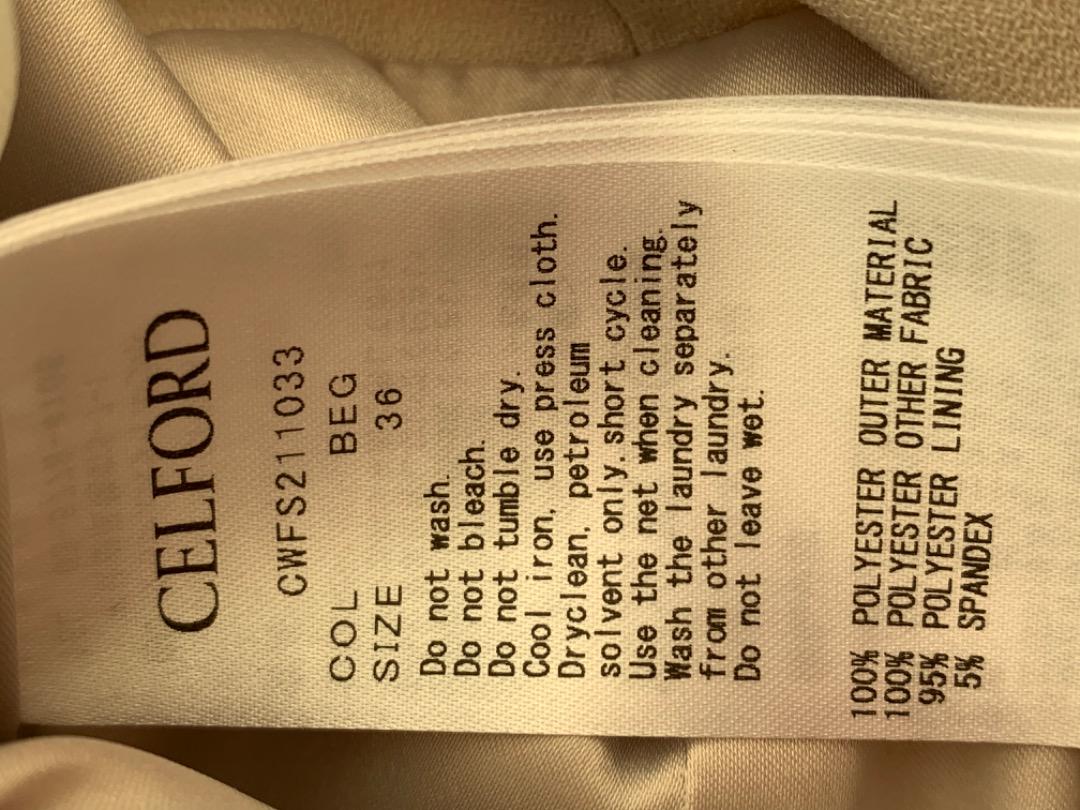 CELFORD
CWFS211033
COL BEG
SIZE 36
Do not wash.
Do not bleach.
Do not tumble dry.
Cool iron, use press cloth.
Dryclean, petroleum
solvent only.short cycle.
Use the net when cleaning.
Wash the laundry separately
from other laundry.
Do not leave wet.
100% POLYESTER OUTER MATERIAL
100% POLYESTER OTHER FABRIC
95% POLYESTER LINING
5% SPANDEX